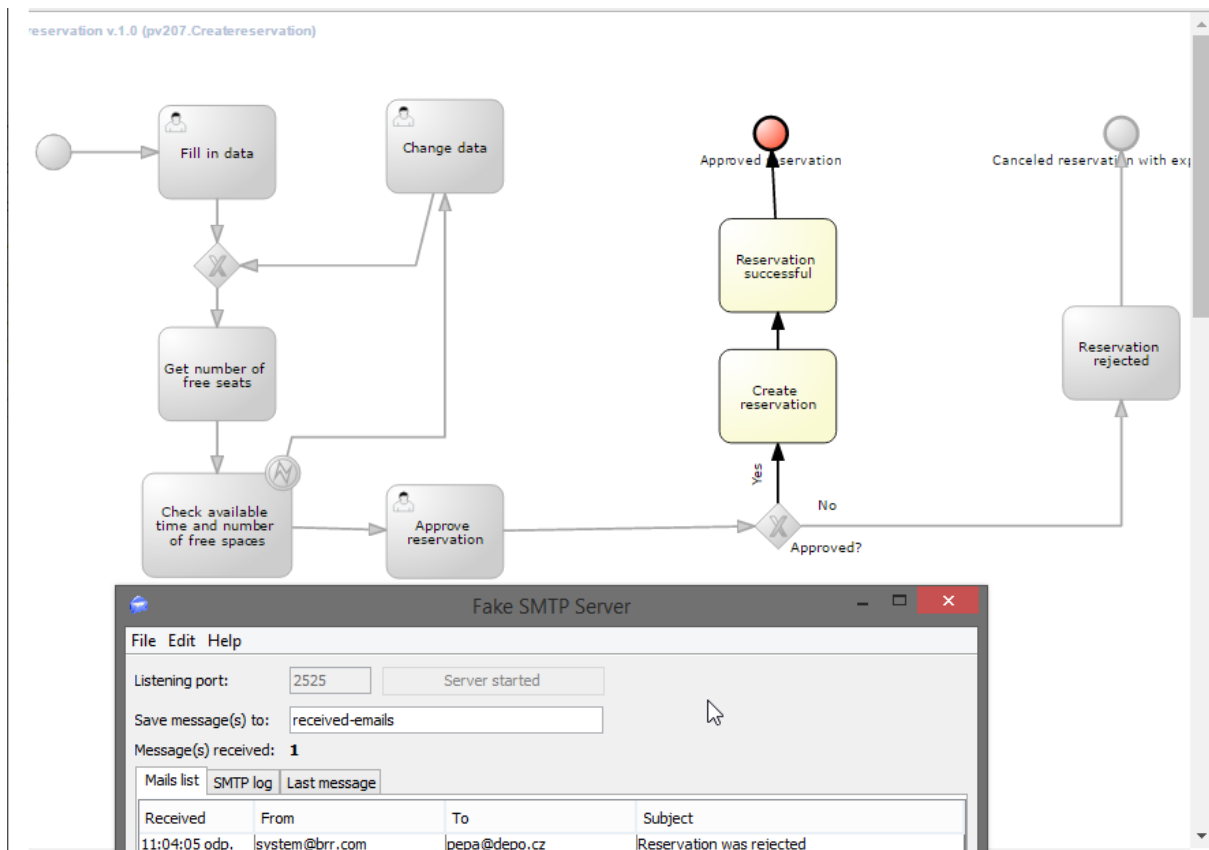 reservation v.1.0 (pv207.Createreservation)
Fill in data
Change data
Approved reservation
Canceled reservation with exp
Reservation
successful
Get number of
free seats
Reservation
rejected
Create
reservation
Yes
Check available
time and number
of free spaces
Approve
reservation
No
Approved?
Fake SMTP Server
File Edit Help
Listening port: 2525 Server started
Save message(s) to: received-emails
Message(s) received: 1
Mails list SMTP log Last message
Received From To Subject
11:04:05 odp. system@brr.com pepa@depo.cz Reservation was rejected